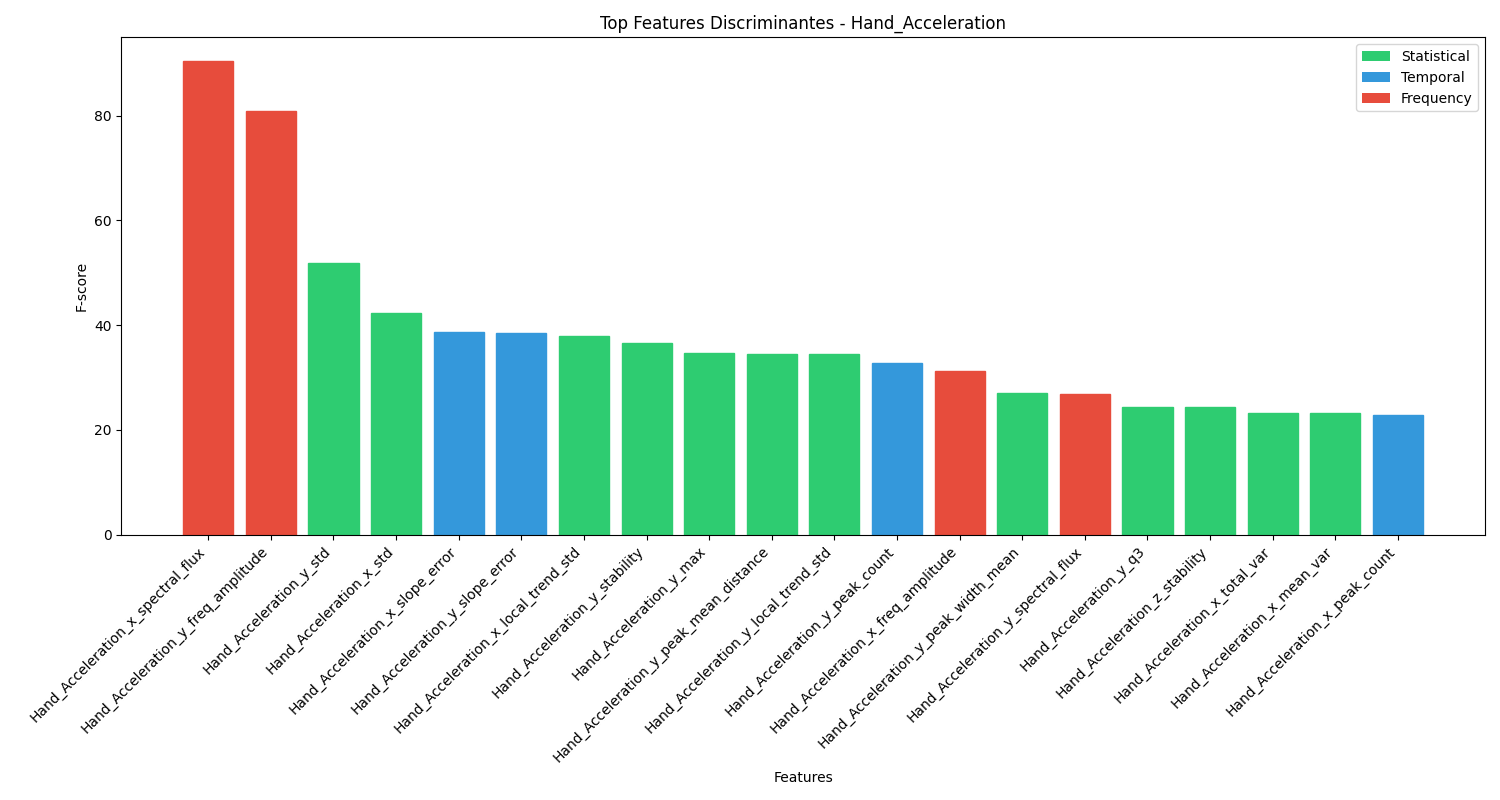 Top Features Discriminantes - Hand_Acceleration
Statistical
Temporal
Frequency
F-score
80
60
40
20
0
Hand_Acceleration_x_spectral_flux
Hand_Acceleration_y_freq_amplitude
Hand_Acceleration_y_std
Hand_Acceleration_x_std
Hand_Acceleration_x_slope_error
Hand_Acceleration_y_slope_error
Hand_Acceleration_x_local_trend_std
Hand_Acceleration_y_stability
Hand_Acceleration_y_max
Hand_Acceleration_y_peak_mean_distance
Hand_Acceleration_y_local_trend_std
Hand_Acceleration_y_peak_count
Hand_Acceleration_x_freq_amplitude
Hand_Acceleration_y_peak_width_mean
Hand_Acceleration_y_spectral_flux
Hand_Acceleration_y_q3
Hand_Acceleration_z_stability
Hand_Acceleration_x_total_var
Hand_Acceleration_x_mean_var
Hand_Acceleration_x_peak_count
Features